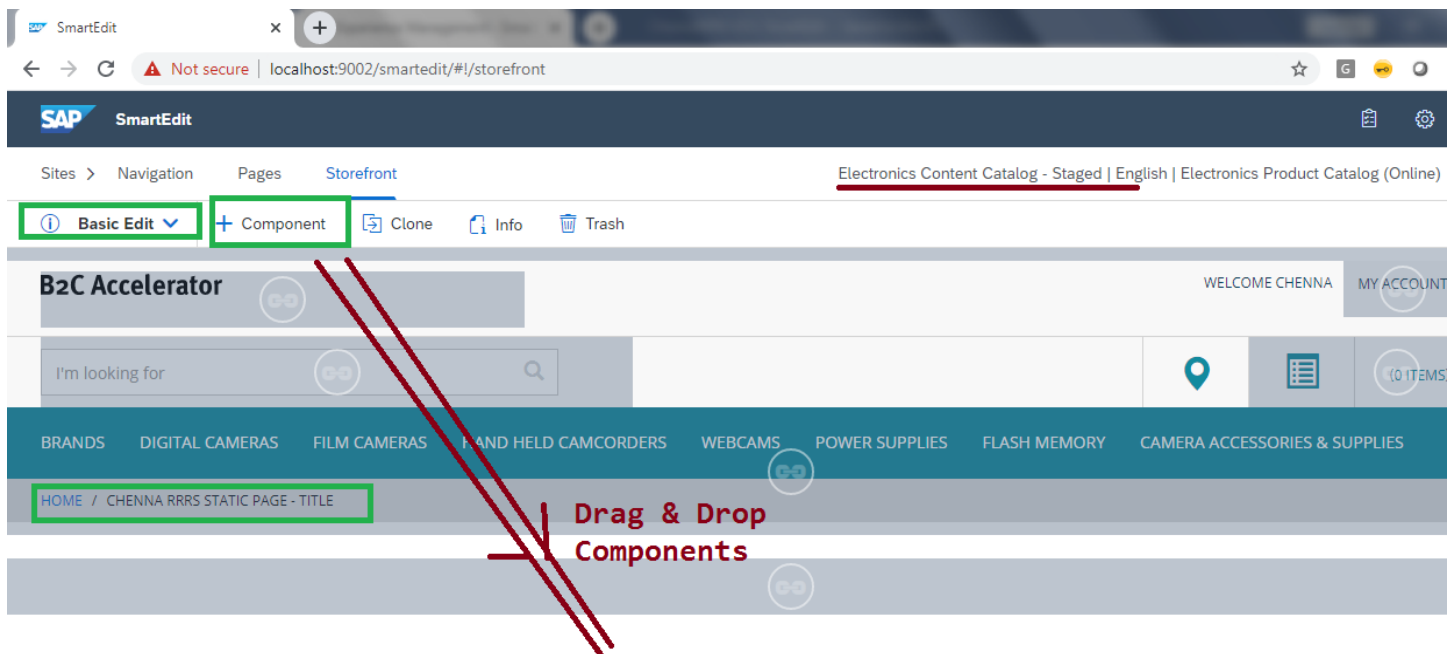 SAP SmartEdit
Not secure | localhost:9002/smartedit/#!/storefront
G
SAP SmartEdit
Sites > Navigation Pages Storefront Electronics Content Catalog - Staged | English | Electronics Product Catalog (Online)
i Basic Edit + Component Clone Info Trash
B2C Accelerator WELCOME CHENNA MY ACCOUNT
I'm looking for (0 ITEMS)
BRANDS DIGITAL CAMERAS FILM CAMERAS HAND HELD CAMCORDERS WEBCAMS POWER SUPPLIES FLASH MEMORY CAMERA ACCESSORIES & SUPPLIES
HOME / CHENNA RRRS STATIC PAGE - TITLE
Drag & Drop
Components